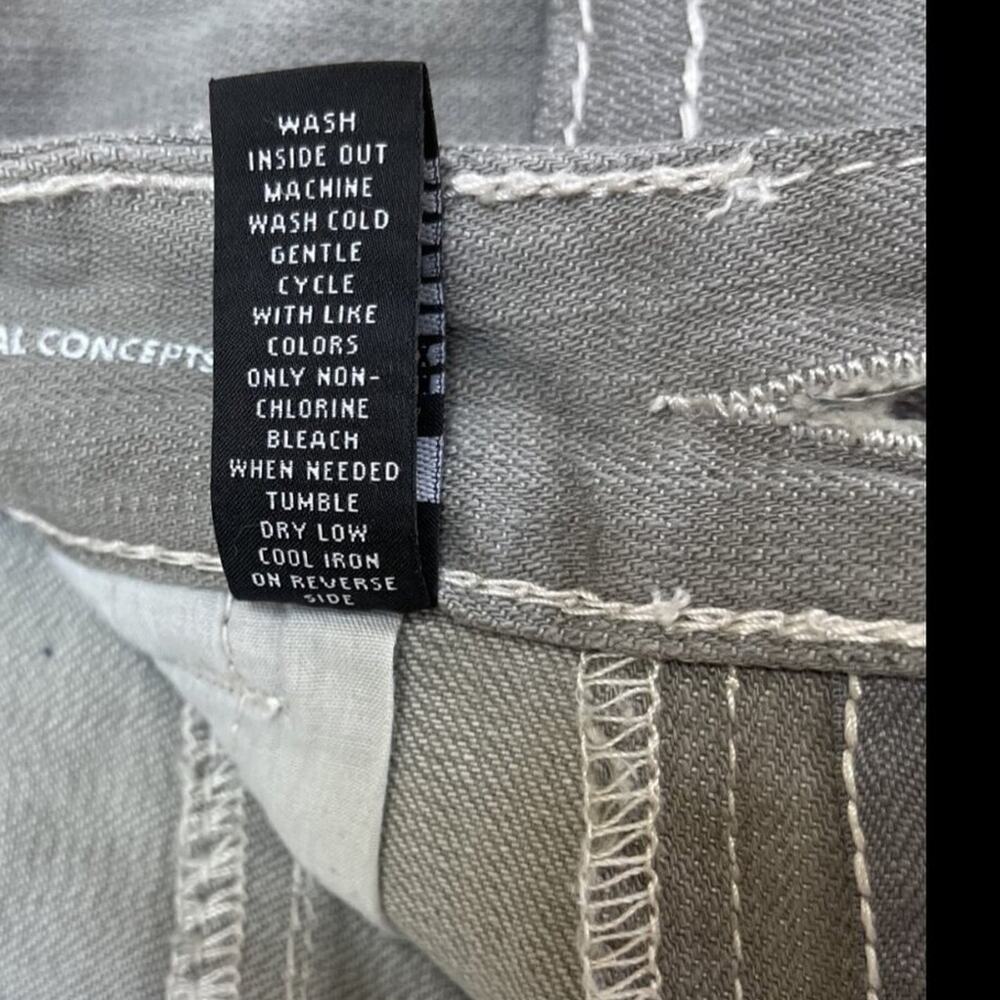 WASH
INSIDE OUT
MACHINE
WASH COLD
GENTLE
CYCLE
WITH LIKE
COLORS
ONLY NON-
CHLORINE
BLEACH
WHEN NEEDED
TUMBLE
DRY LOW
COOL IRON
ON REVERSE
SIDE
AL CONCEPTS